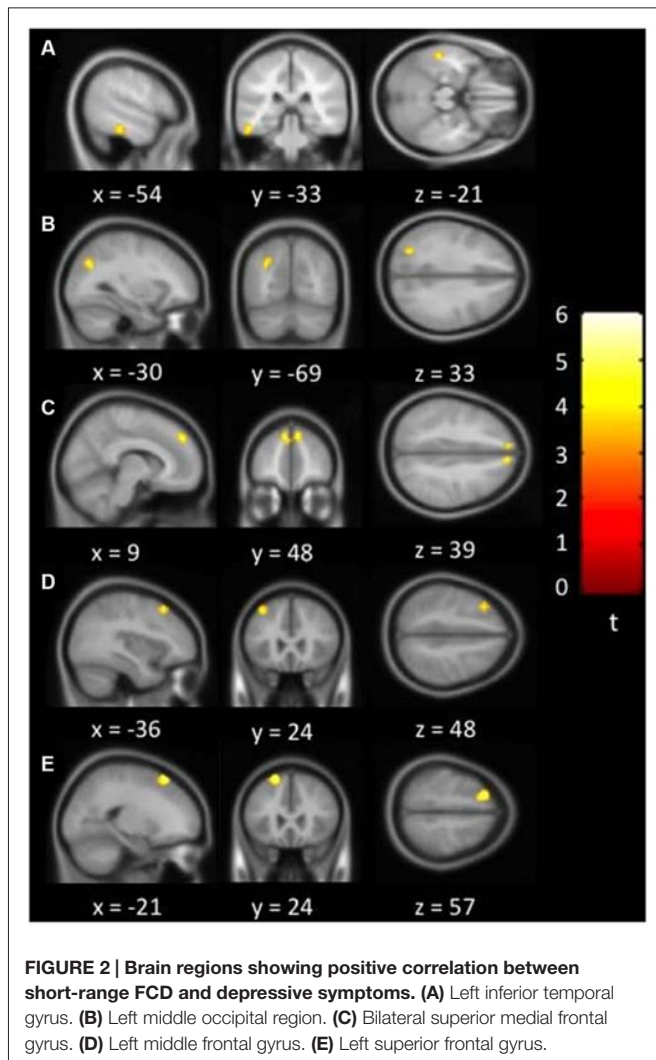 A
x = -54 y = -33 z = -21
B
x = -30 y = -69 z = 33
C
x = 9 y = 48 z = 39
D
x = -36 y = 24 z = 48
E
x = -21 y = 24 z = 57
6
5
4
3
2
1
0
t
FIGURE 2 | Brain regions showing positive correlation between
short-range FCD and depressive symptoms. (A) Left inferior temporal
gyrus. (B) Left middle occipital region. (C) Bilateral superior medial frontal
gyrus. (D) Left middle frontal gyrus. (E) Left superior frontal gyrus.